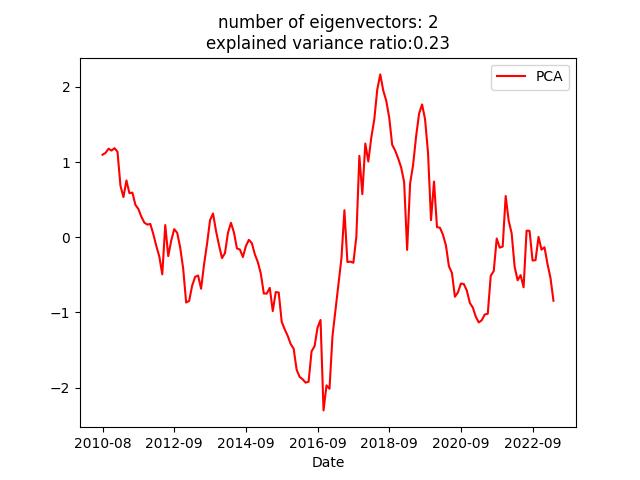 number of eigenvectors: 2
explained variance ratio:0.23
PCA
2
1
0
−1
−2
2010-08 2012-09 2014-09 2016-09 2018-09 2020-09 2022-09
Date